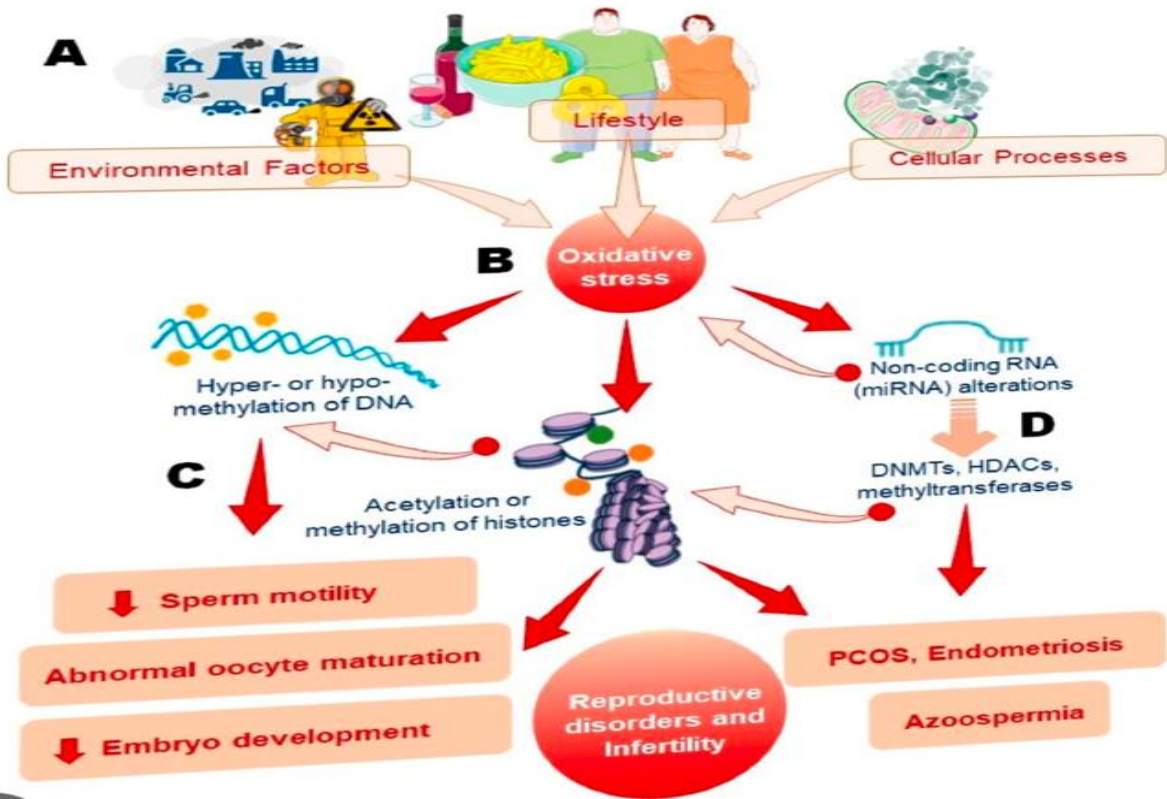 A
Environmental Factors
Lifestyle
Cellular Processes
B
Oxidative
stress
Hyper- or hypo-
methylation of DNA
Non-coding RNA
(miRNA) alterations
C
D
Acetylation or
methylation of histones
DNMTs, HDACs,
methyltransferases
Sperm motility
Abnormal oocyte maturation
Embryo development
Reproductive
disorders and
Infertility
PCOS, Endometriosis
Azoospermia